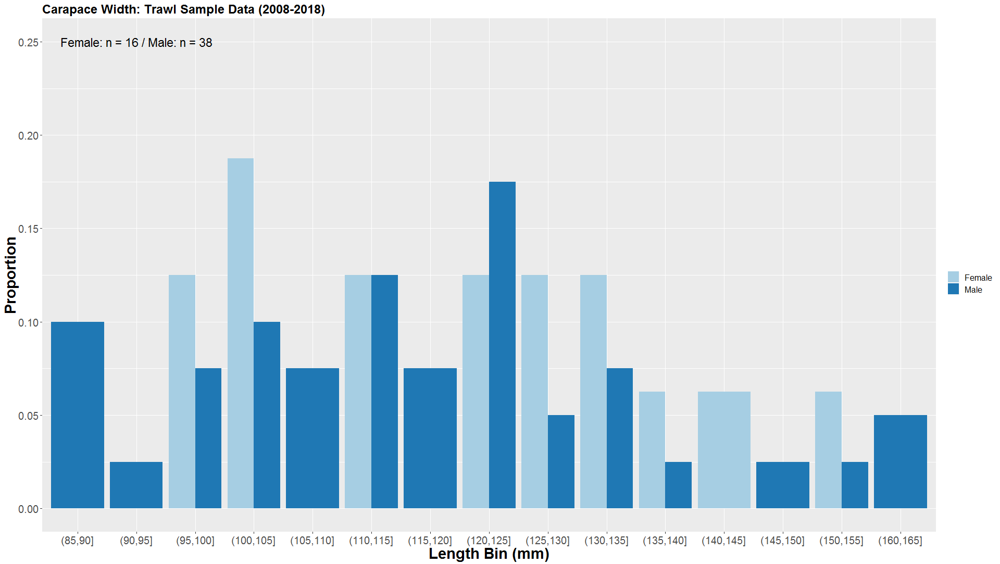 Carapace Width: Trawl Sample Data (2008-2018)
Female: n = 16 / Male: n = 38
Proportion
0.25
0.20
0.15
0.10
0.05
0.00
(85,90] (90,95] (95,100] (100,105] (105,110] (110,115] (115,120] (120,125] (125,130] (130,135] (135,140] (140,145] (145,150] (150,155] (160,165]
Length Bin (mm)
Female
Male